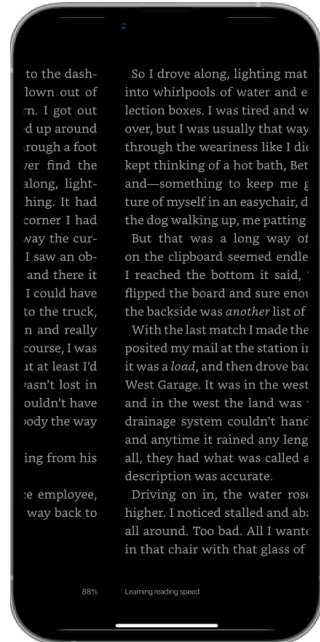 to the dash-
lown out of
rn. I got out
d up around
rough a foot
ver find the
along, light-
hing. It had
corner I had
way the cur-
I saw an ob-
and there it
I could have
to the truck,
n and really
course, I was
ut at least I'd
vasn't lost in
ouldn't have
ody the way
ing from his
ce employee,
way back to
88%
So I drove along, lighting mat
into whirlpools of water and e
lection boxes. I was tired and w
over, but I was usually that way
through the weariness like I did
kept thinking of a hot bath, Bet
and—something to keep me g
ture of myself in an easychair, d
the dog walking up, me patting
But that was a long way of
on the clipboard seemed endle
I reached the bottom it said,
flipped the board and sure enou
the backside was another list of
With the last match I made the
posited my mail at the station in
it was a load, and then drove bac
West Garage. It was in the west
and in the west the land was
drainage system couldn't hand
and anytime it rained any leng
all, they had what was called a
description was accurate.
Driving on in, the water rose
higher. I noticed stalled and aba
all around. Too bad. All I wante
in that chair with that glass of
Learning reading speed